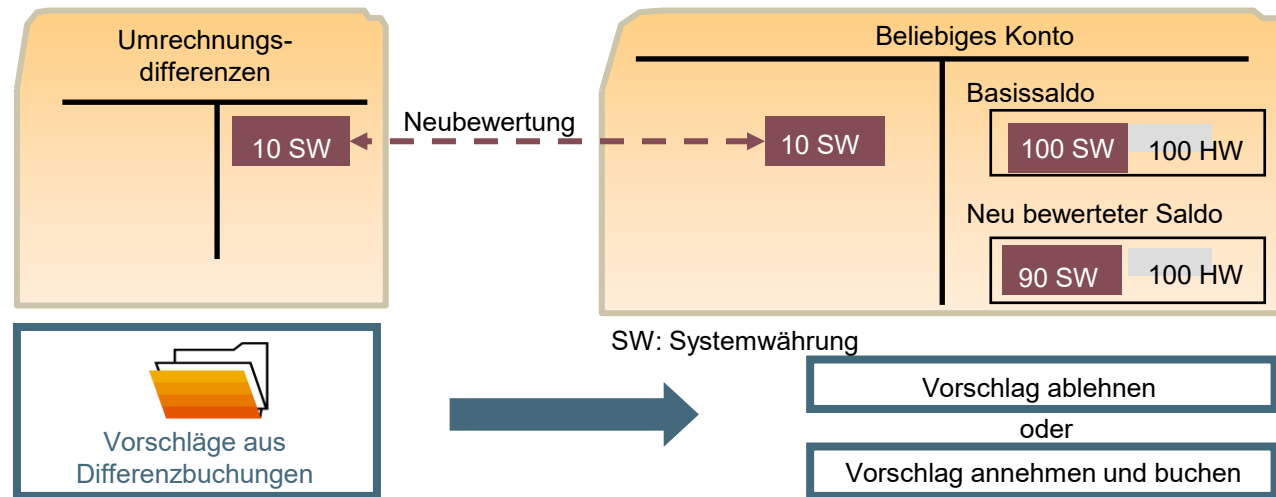 Umrechnungs-
differenzen
10 SW
Neubewertung
Beliebiges Konto
10 SW
Basissaldo
100 SW 100 HW
Neu bewerteter Saldo
90 SW 100 HW
SW: Systemwährung
Vorschläge aus
Differenzbuchungen
Vorschlag ablehnen
oder
Vorschlag annehmen und buchen